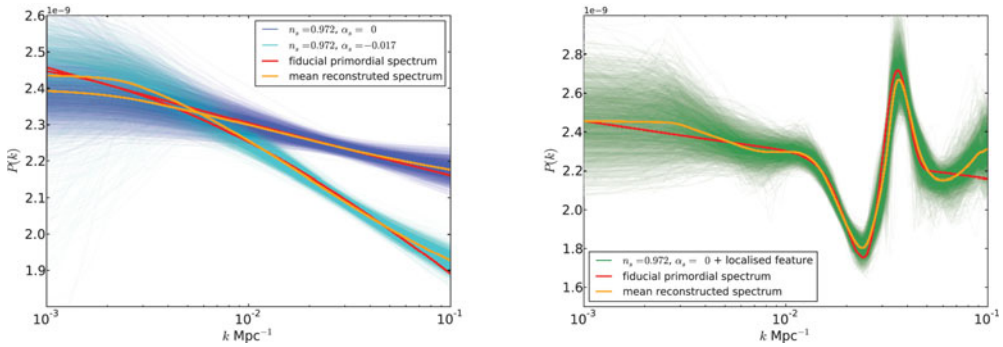 1e−9
2.6
2.5
2.4
2.3
2.2
2.1
2.0
1.9
P(k)
10⁻³
10⁻²
10⁻¹
k Mpc⁻¹
n_s =0.972, α_s = 0
n_s =0.972, α_s =−0.017
fiducial primordial spectrum
mean reconstruted spectrum
1e−9
2.8
2.6
2.4
2.2
2.0
1.8
1.6
P(k)
n_s =0.972, α_s = 0 + localised feature
fiducial primordial spectrum
mean reconstructed spectrum
10⁻³
10⁻²
10⁻¹
k Mpc⁻¹